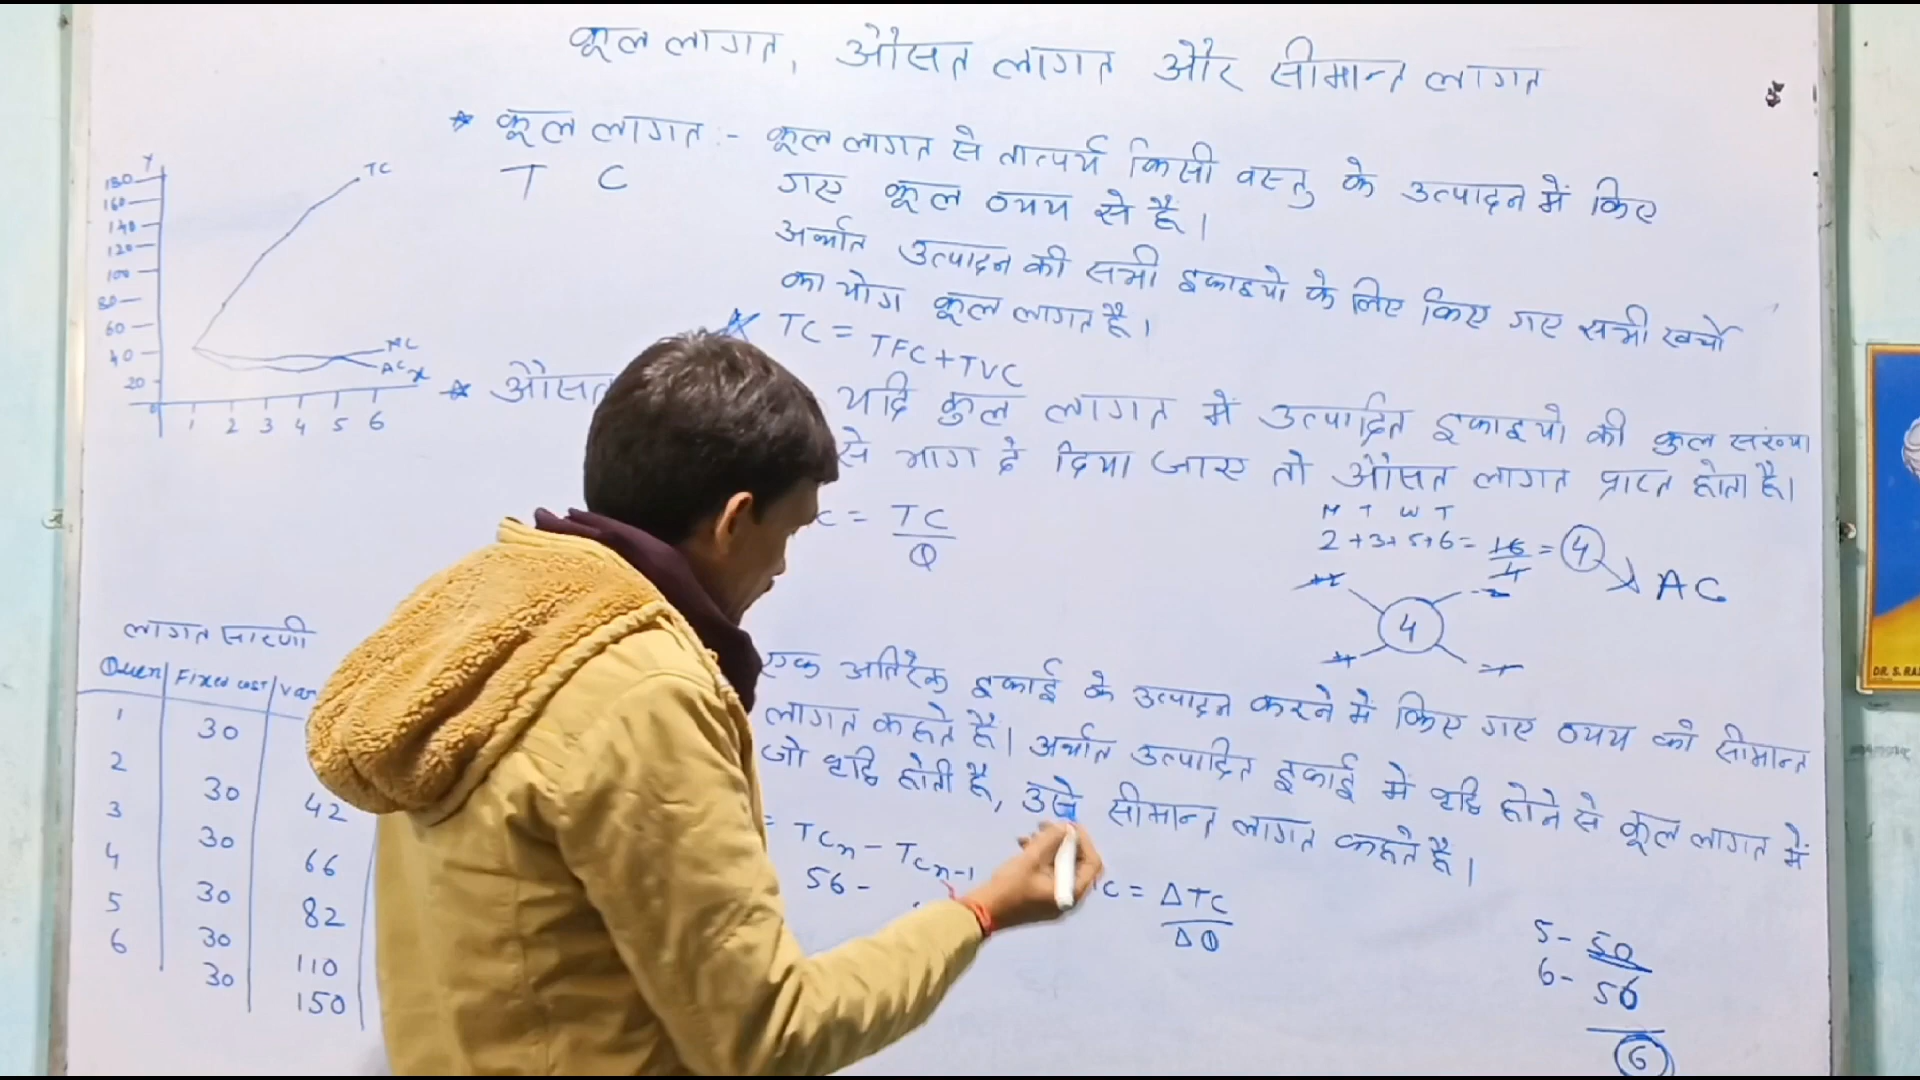 कूल लागत, औसत लागत और सीमान्त लागत
* कूल लागत :- कूल लागत से तात्पर्य किसी वस्तु के उत्पादन में किए
T C
गए कूल व्यय से है।
अर्थात उत्पादन की सभी इकाइयो के लिए किए गए सभी खर्चो
का योग कूल लागत है।
* TC = TFC + TVC
* औसत
यदि कुल लागत में उत्पादित इकाइयो की कुल संख्या
से भाग दे दिया जाए तो औसत लागत प्राप्त होता है।
C = TC
Q
M T W T
2 + 3 + 5 + 6 = 16 = 4
4
AC
4
एक अतिरिक्त इकाई के उत्पादन करने में किए गए व्यय को सीमान्त
लागत कहते है। अर्थात उत्पादित इकाई में वृद्धि होने से कूल लागत में
जो वृद्धि होती है, उसे सीमान्त लागत कहते है।
= TCn - TCn-1
56 -
C = ΔTC
ΔQ
5 - 50
6 - 56
6
Y
180
160
140
120
100
80
60
40
20
0
TC
MC
AC
X
1 2 3 4 5 6
लागत सारणी
Fixed cost
1 30
2 30 42
3 30 66
4 30 82
5 30 110
6 30 150
DR. S. RA